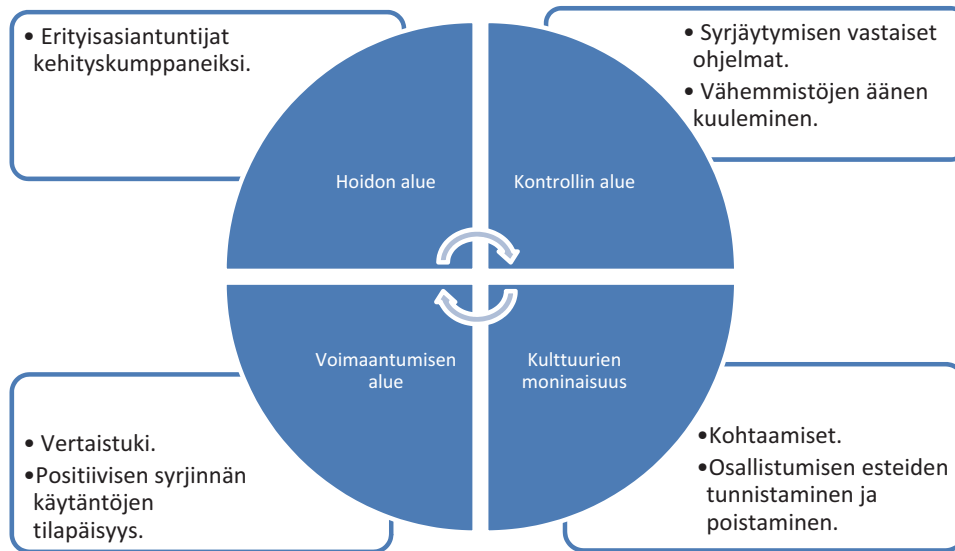 • Erityisasiantuntijat
kehityskumppaneiksi.
• Syrjäytymisen vastaiset
ohjelmat.
• Vähemmistöjen äänen
kuuleminen.
Hoidon alue
Kontrollin alue
Voimaantumisen
alue
Kulttuurien
moninaisuus
• Vertaistuki.
•Positiivisen syrjinnän
käytäntöjen
tilapäisyys.
•Kohtaamiset.
•Osallistumisen esteiden
tunnistaminen ja
poistaminen.